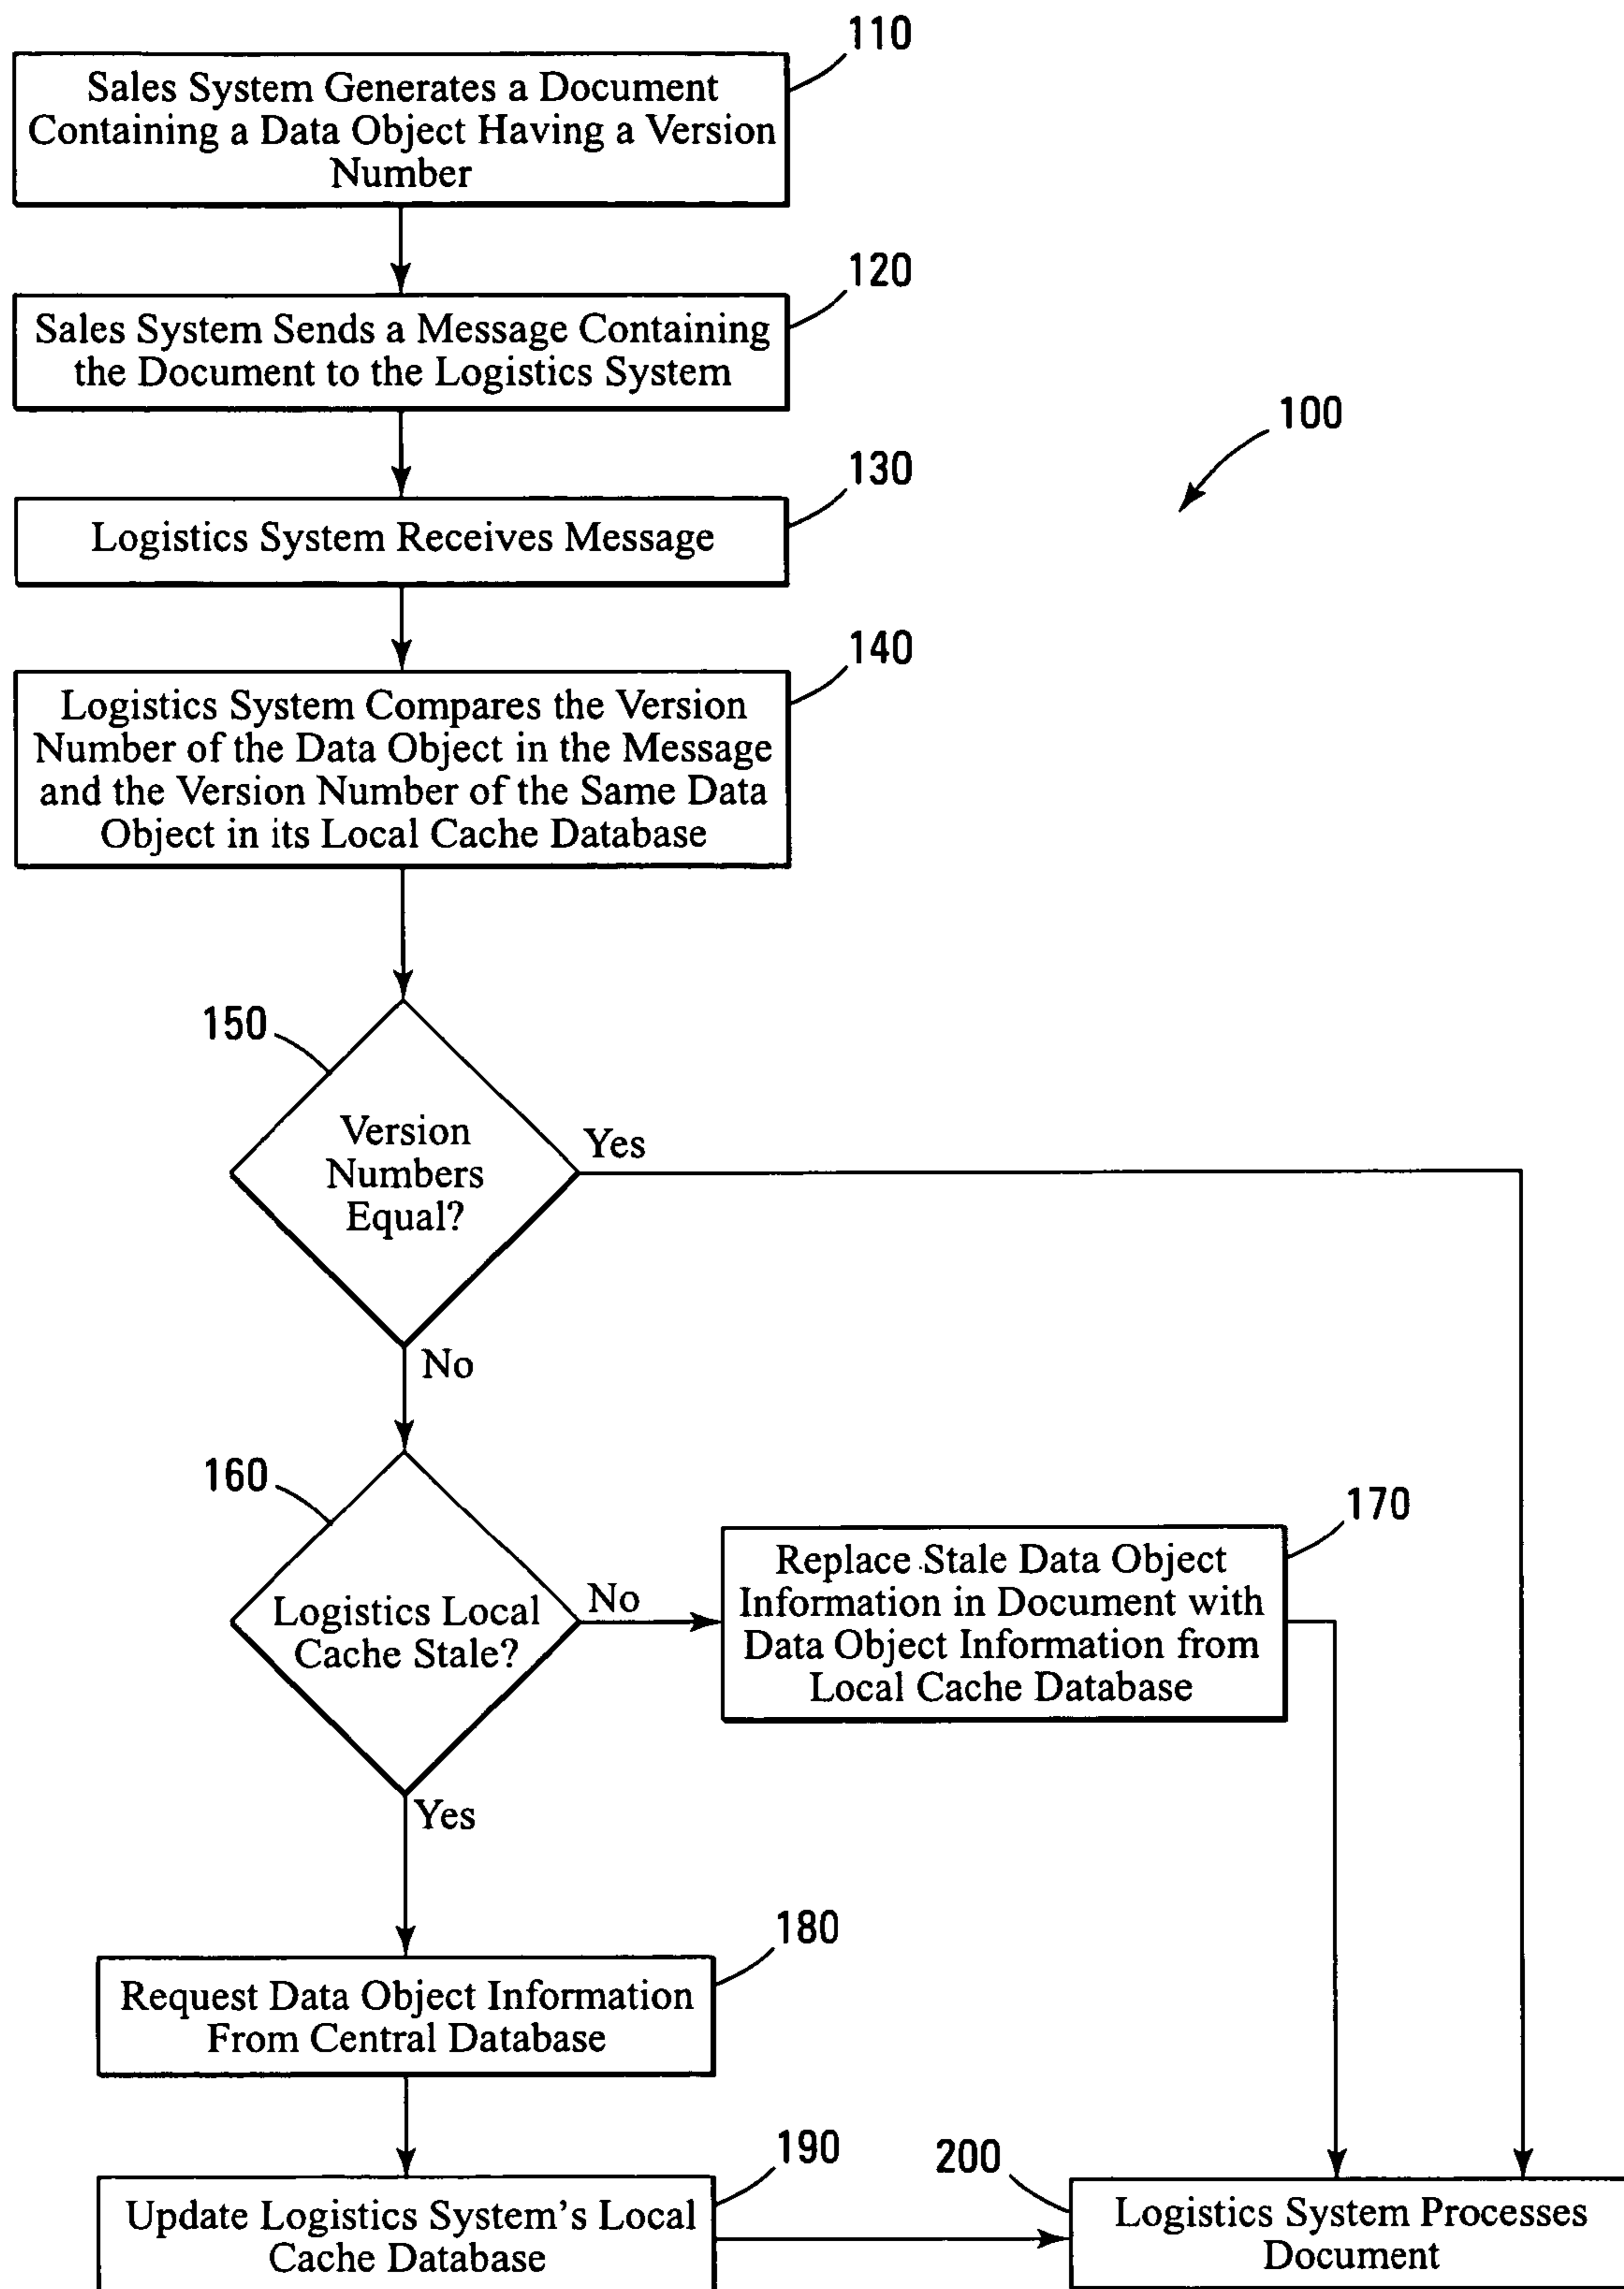 110
Sales System Generates a Document
Containing a Data Object Having a Version
Number
120
Sales System Sends a Message Containing
the Document to the Logistics System
100
130
Logistics System Receives Message
140
Logistics System Compares the Version
Number of the Data Object in the Message
and the Version Number of the Same Data
Object in its Local Cache Database
150
Version
Numbers
Equal?
Yes
No
160
Logistics Local
Cache Stale?
No
170
Replace Stale Data Object
Information in Document with
Data Object Information from
Local Cache Database
Yes
180
Request Data Object Information
From Central Database
190
Update Logistics System's Local
Cache Database
200
Logistics System Processes
Document